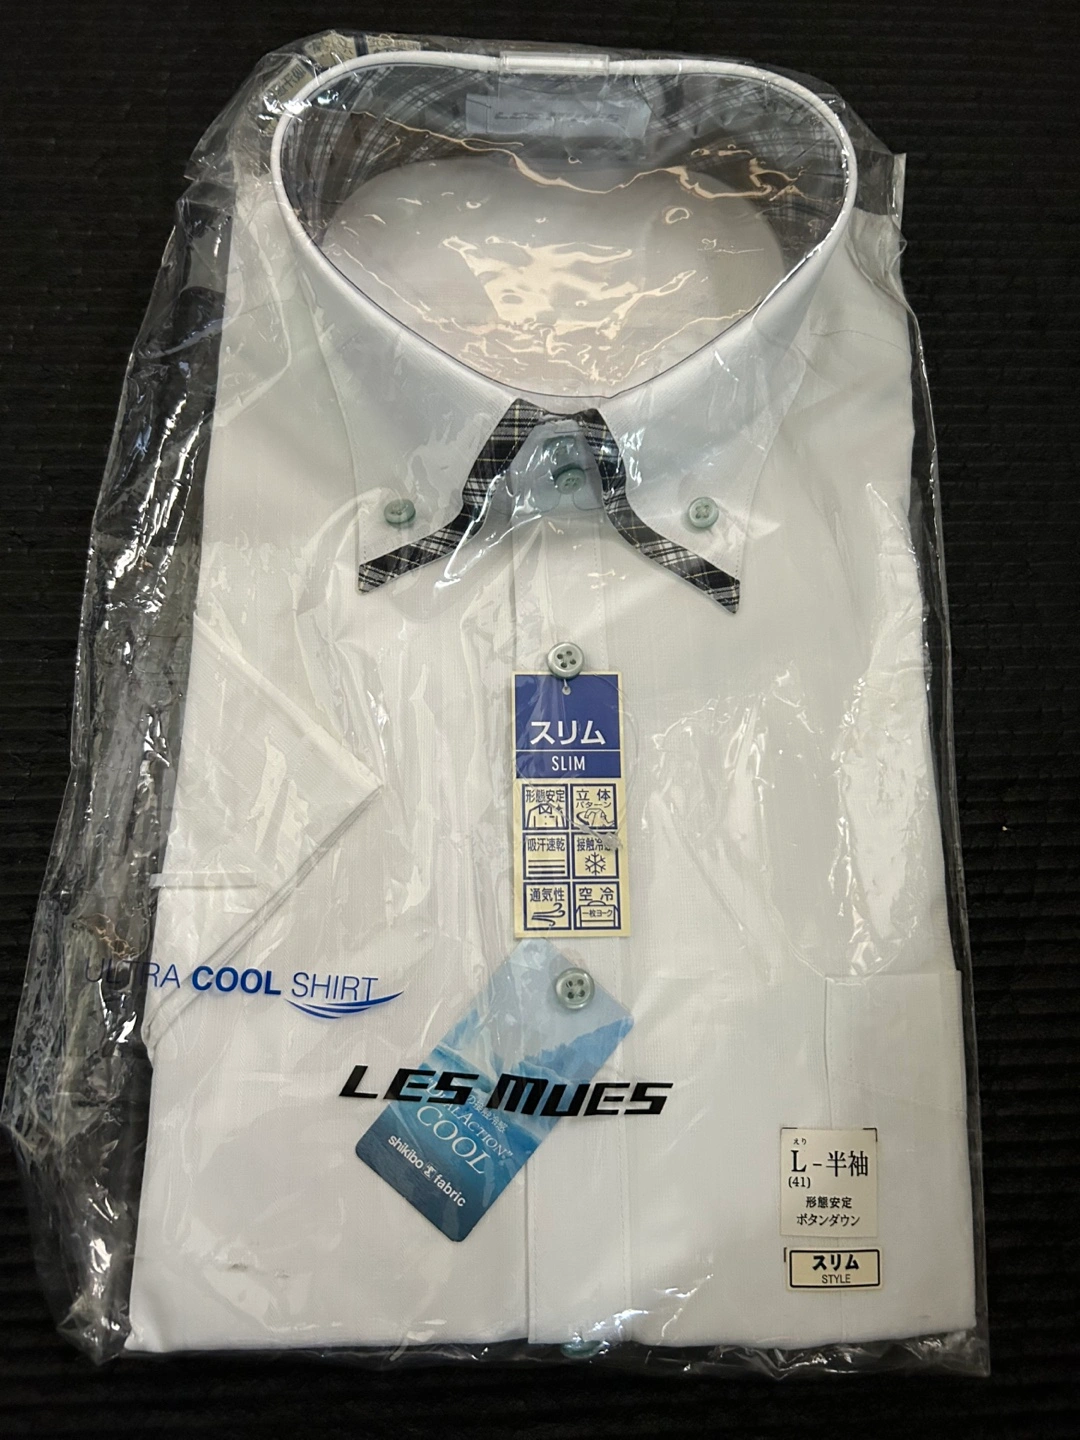 LES MUES
スリム
SLIM
形態安定
立体
パターン
吸汗速乾
接触冷感
通気性
空冷
一枚ヨーク
ULTRA COOL SHIRT
LES MUES
COOL
shikibo fabric
えり
L-半袖
(41)
形態安定
ボタンダウン
スリム
STYLE